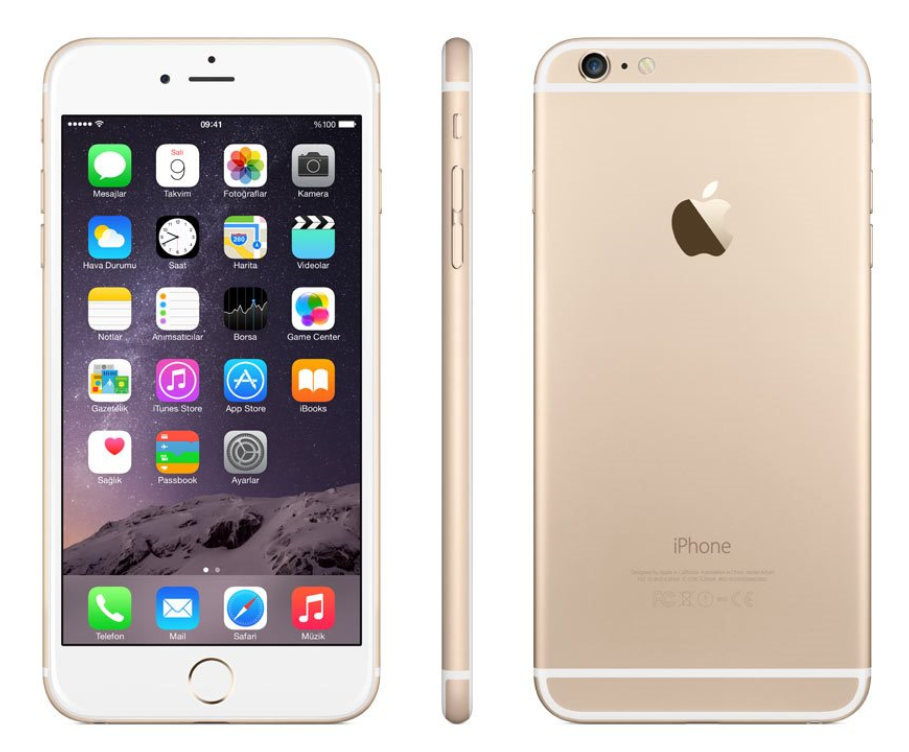 09:41
%100
Salı
9
Mesajlar
Takvim
Fotoğraflar
Kamera
280
Hava Durumu
Saat
Harita
Videolar
Notlar
Anımsatıcılar
Borsa
Game Center
Gazetelik
iTunes Store
App Store
iBooks
Sağlık
Passbook
Ayarlar
Telefon
Mail
Safari
Müzik
iPhone